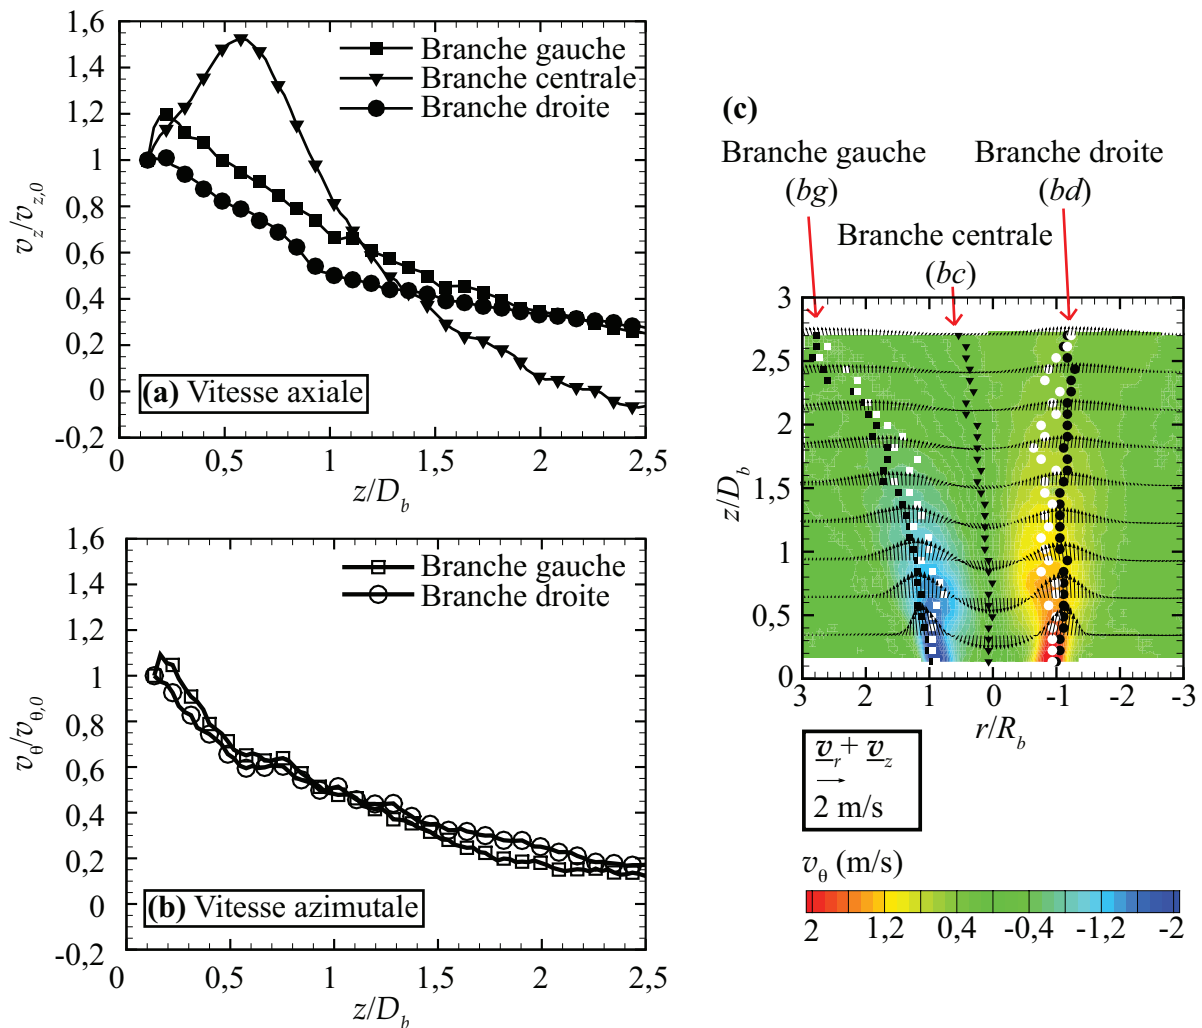 1,6
1,4
1,2
1
0,8
0,6
0,4
0,2
0
-0,2
v_z/v_{z,0}
Branche gauche
Branche centrale
Branche droite
(a) Vitesse axiale
0 0,5 1 1,5 2 2,5
z/D_b
1,6
1,4
1,2
1
0,8
0,6
0,4
0,2
0
-0,2
v_θ/v_{θ,0}
Branche gauche
Branche droite
(b) Vitesse azimutale
0 0,5 1 1,5 2 2,5
z/D_b
(c)
Branche gauche
(bg)
Branche droite
(bd)
Branche centrale
(bc)
3
2,5
2
1,5
1
0,5
0
z/D_b
3 2 1 0 -1 -2 -3
r/R_b
v_r + v_z
2 m/s
v_θ (m/s)
2 1,2 0,4 -0,4 -1,2 -2